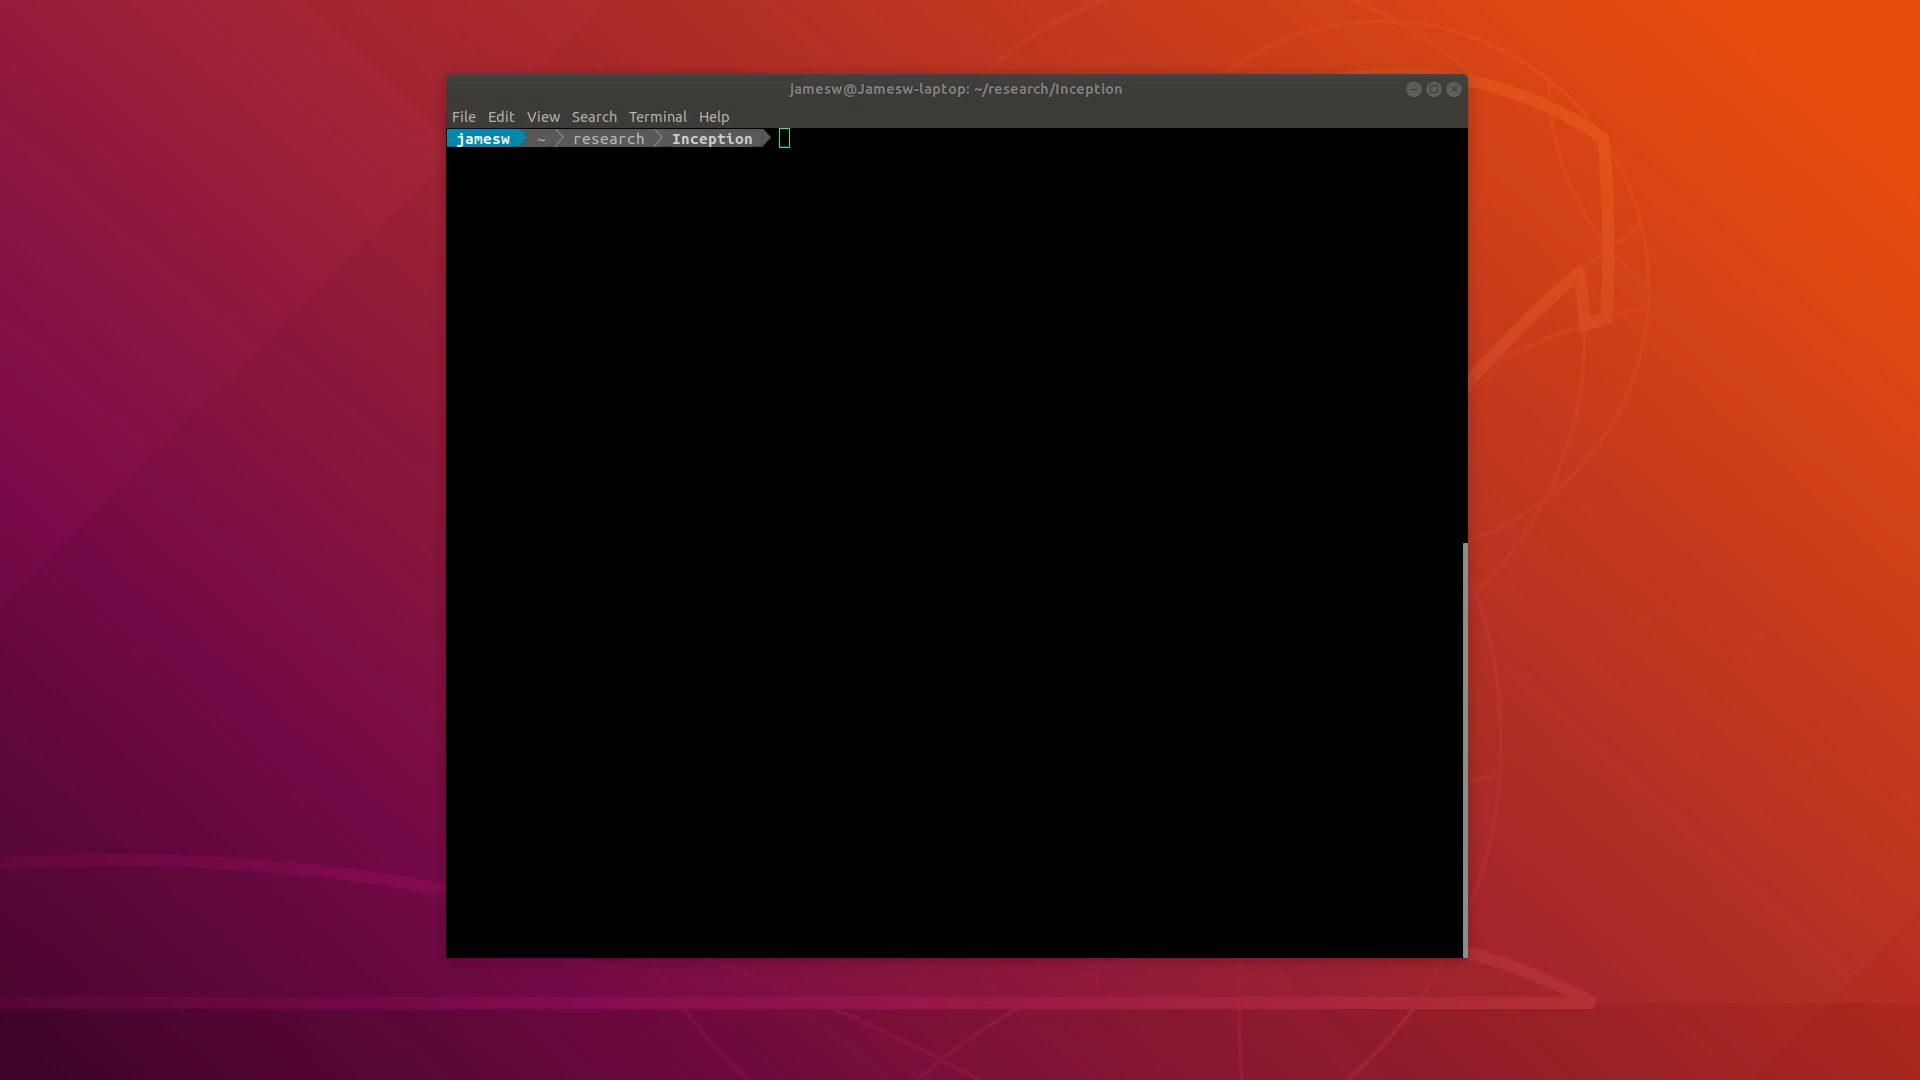 jamesw@Jamesw-laptop: ~/research/Inception
File Edit View Search Terminal Help
jamesw ~ research Inception